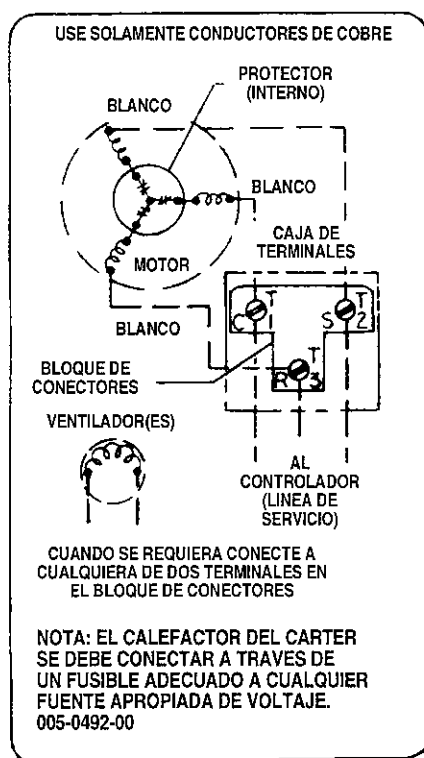 USE SOLAMENTE CONDUCTORES DE COBRE
PROTECTOR
(INTERNO)
BLANCO
BLANCO
CAJA DE
TERMINALES
MOTOR
BLANCO
C T
S T 2
R T 3
BLOQUE DE
CONECTORES
VENTILADOR(ES)
AL
CONTROLADOR
(LINEA DE
SERVICIO)
CUANDO SE REQUIERA CONECTE A
CUALQUIERA DE DOS TERMINALES EN
EL BLOQUE DE CONECTORES
NOTA: EL CALEFACTOR DEL CARTER
SE DEBE CONECTAR A TRAVES DE
UN FUSIBLE ADECUADO A CUALQUIER
FUENTE APROPIADA DE VOLTAJE.
005-0492-00